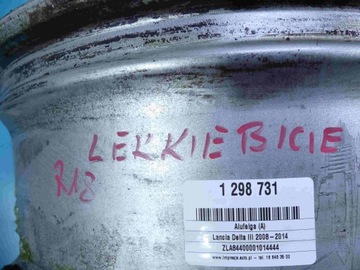 LEKKIE BICIE
R18
1 298 731
Alufelga (A)
Lancia Delta III 2008-2014
ZLA84400001014444